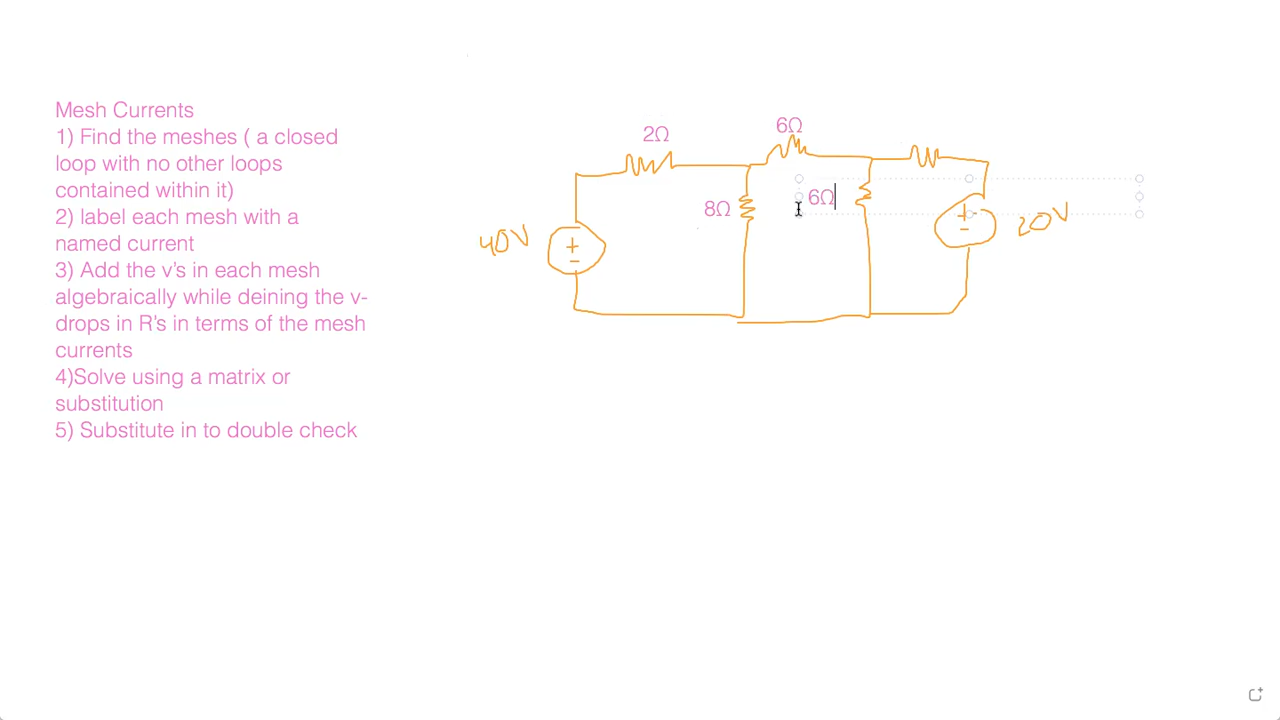 Mesh Currents
1) Find the meshes ( a closed
loop with no other loops
contained within it)
2) label each mesh with a
named current
3) Add the v's in each mesh
algebraically while deining the v-
drops in R's in terms of the mesh
currents
4)Solve using a matrix or
substitution
5) Substitute in to double check
6Ω
2Ω
6Ω
8Ω
40V
+
-
+
-
20V